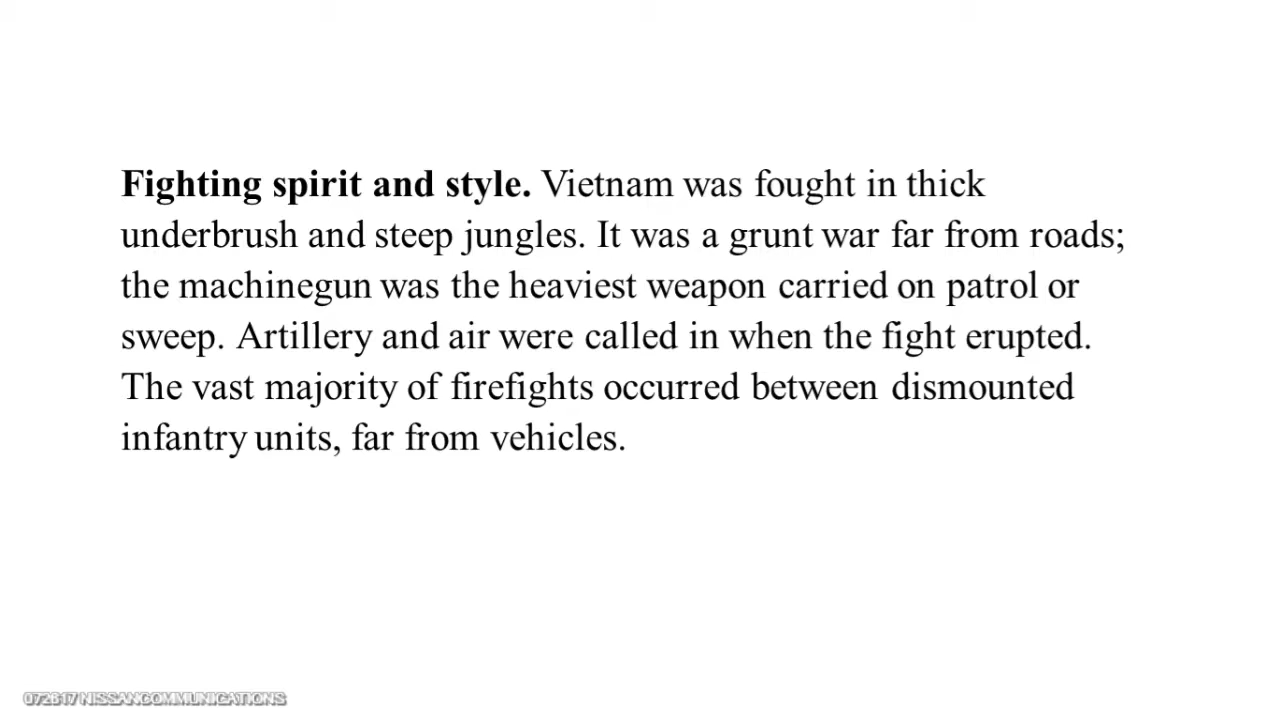 Fighting spirit and style. Vietnam was fought in thick
underbrush and steep jungles. It was a grunt war far from roads;
the machinegun was the heaviest weapon carried on patrol or
sweep. Artillery and air were called in when the fight erupted.
The vast majority of firefights occurred between dismounted
infantry units, far from vehicles.
NISSANCOMMUNICATIONS